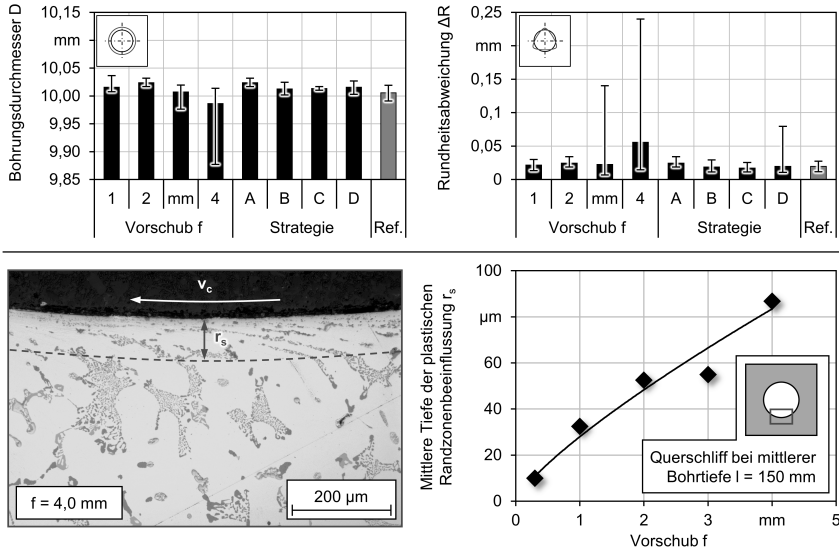 Bohrungsdurchmesser D
10,15
mm
10,05
10,00
9,95
9,90
9,85
1 2 mm 4 A B C D
Vorschub f Strategie Ref.
Rundheitsabweichung ΔR
0,25
mm
0,15
0,1
0,05
0
1 2 mm 4 A B C D
Vorschub f Strategie Ref.
v_c
r_s
f = 4,0 mm
200 µm
Mittlere Tiefe der plastischen
Randzonenbeeinflussung r_s
100
µm
60
40
20
0
0 1 2 3 mm 5
Vorschub f
Querschliff bei mittlerer
Bohrtiefe l = 150 mm